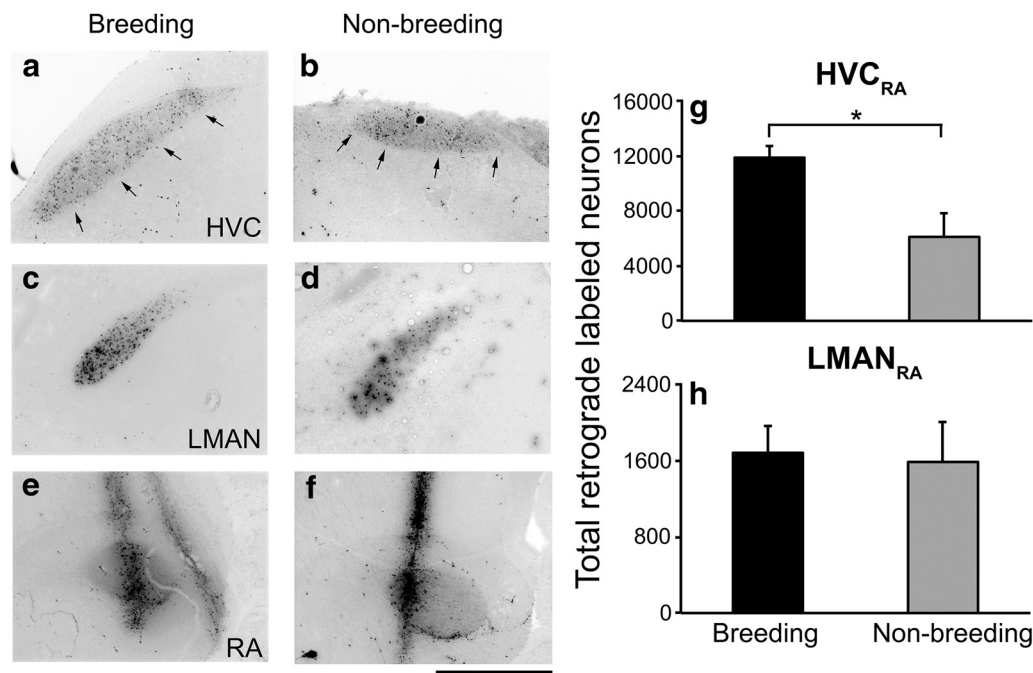 Breeding
Non-breeding
a
b
HVC
c
d
LMAN
e
f
RA
Total retrograde labeled neurons
HVC RA
g
16000
12000
8000
4000
0
*
LMAN RA
h
2400
1600
800
0
Breeding
Non-breeding